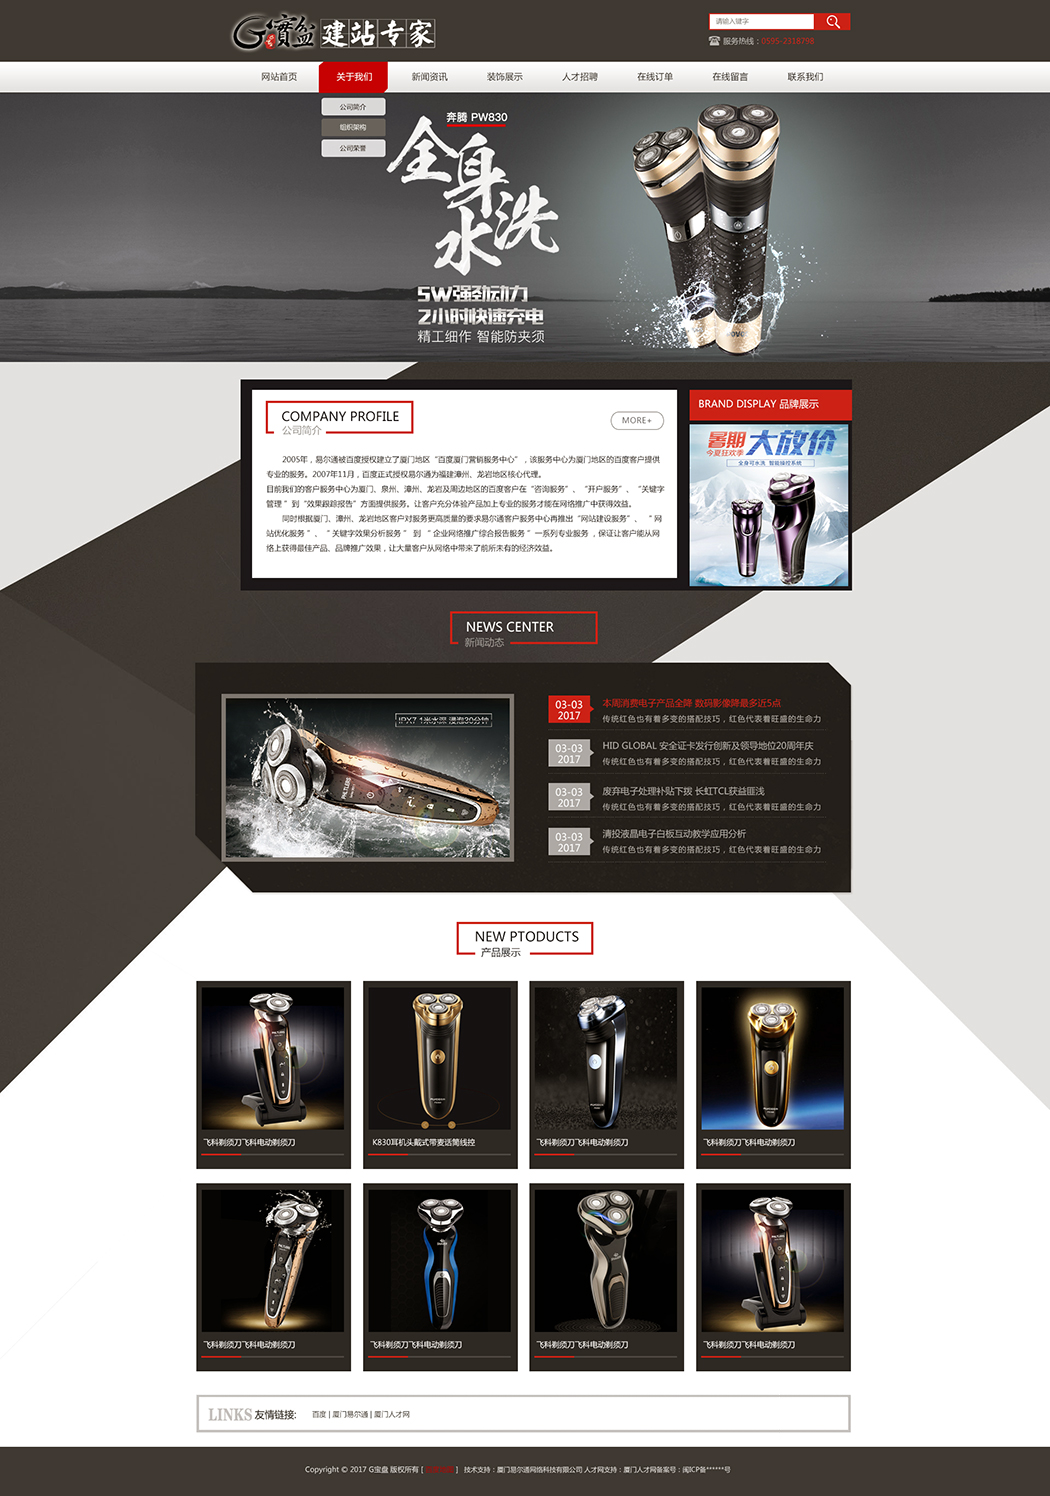 G寶盆 建站专家
请输入键字
服务热线：0595-2318798
网站首页 关于我们 新闻资讯 装饰展示 人才招聘 在线订单 在线留言 联系我们
公司简介
组织架构
公司荣誉
奔腾 PW830
全身
水洗
5W强劲动力
2小时快速充电
精工细作 智能防夹须
COMPANY PROFILE
公司简介
MORE+
2005年，易尔通被百度授权建立了厦门地区“百度厦门营销服务中心”，该服务中心为厦门地区的百度客户提供
专业的服务。2007年11月，百度正式授权易尔通为福建漳州、龙岩地区核心代理。
目前我们的客户服务中心为厦门、泉州、漳州、龙岩及周边地区的百度客户在“咨询服务”、“开户服务”、“关键字
管理”到“效果跟踪报告”方面提供服务。让客户充分体验产品加上专业的服务才能在网络推广中获得效益。
同时根据厦门、漳州、龙岩地区客户对服务更高质量的要求易尔通客户服务中心再推出“网站建设服务”、“网
站优化服务”、“关键字效果分析服务”到“企业网络推广综合报告服务”一系列专业服务，保证让客户能从网
络上获得最佳产品、品牌推广效果，让大量客户从网络中带来了前所未有的经济效益。
BRAND DISPLAY 品牌展示
暑期
今夏狂欢季
大放价
全身可水洗 智能操控系统
NEWS CENTER
新闻动态
IPX7 1米水深 浸泡30分钟
03-03
2017
本周消费电子产品全降 数码影像降最多近5点
传统红色也有着多变的搭配技巧，红色代表着旺盛的生命力
03-03
2017
HID GLOBAL 安全证卡发行创新及领导地位20周年庆
传统红色也有着多变的搭配技巧，红色代表着旺盛的生命力
03-03
2017
废弃电子处理补贴下拨 长虹TCL获益匪浅
传统红色也有着多变的搭配技巧，红色代表着旺盛的生命力
03-03
2017
清投液晶电子白板互动教学应用分析
传统红色也有着多变的搭配技巧，红色代表着旺盛的生命力
NEW PTODUCTS
产品展示
飞科剃须刀飞科电动剃须刀
K830耳机头戴式带麦话筒线控
飞科剃须刀飞科电动剃须刀
飞科剃须刀飞科电动剃须刀
飞科剃须刀飞科电动剃须刀
飞科剃须刀飞科电动剃须刀
飞科剃须刀飞科电动剃须刀
飞科剃须刀飞科电动剃须刀
LINKS 友情链接: 百度 | 厦门易尔通 | 厦门人才网
Copyright © 2017 G宝盘 版权所有 [ ] 技术支持：厦门易尔通网络科技有限公司 人才网支持：厦门人才网备案号：闽ICP备******号